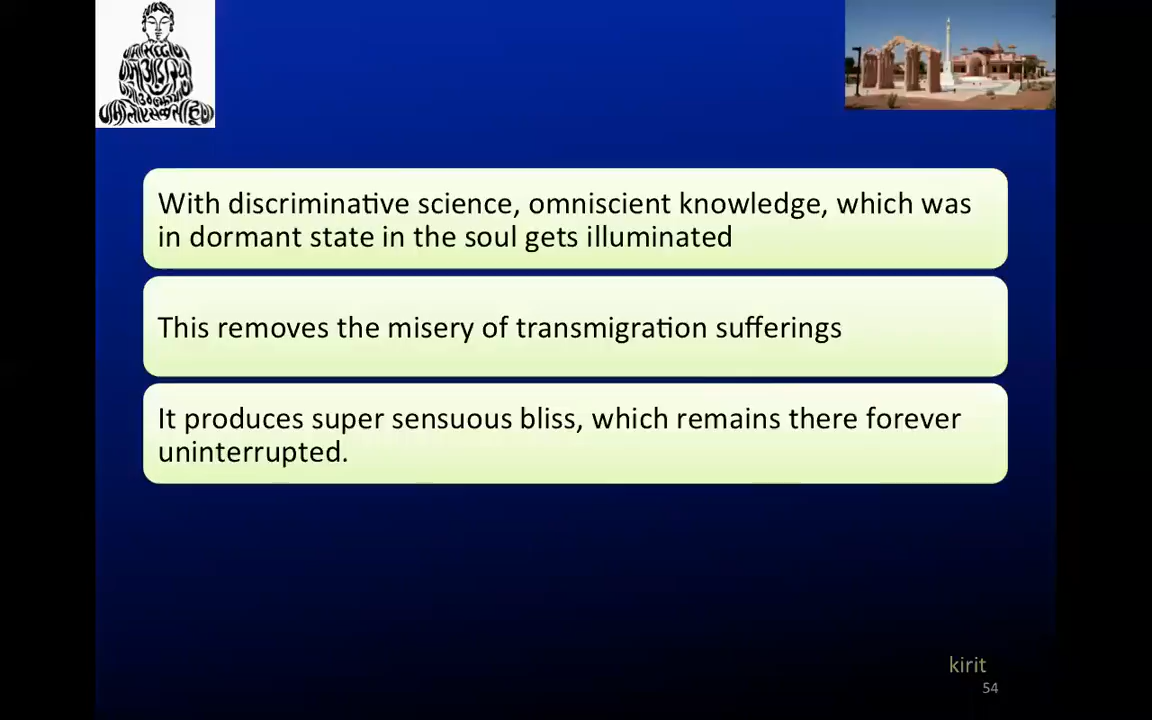 With discriminative science, omniscient knowledge, which was
in dormant state in the soul gets illuminated
This removes the misery of transmigration sufferings
It produces super sensuous bliss, which remains there forever
uninterrupted.
kirit
54